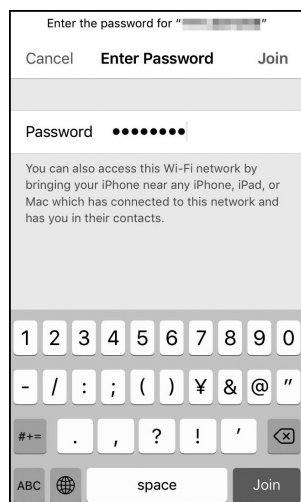 Enter the password for “ ”
Cancel Enter Password Join
Password ••••••••
You can also access this Wi-Fi network by
bringing your iPhone near any iPhone, iPad, or
Mac which has connected to this network and
has you in their contacts.
1 2 3 4 5 6 7 8 9 0
- / : ; ( ) ¥ & @ "
#+= . , ? ! '
ABC space Join